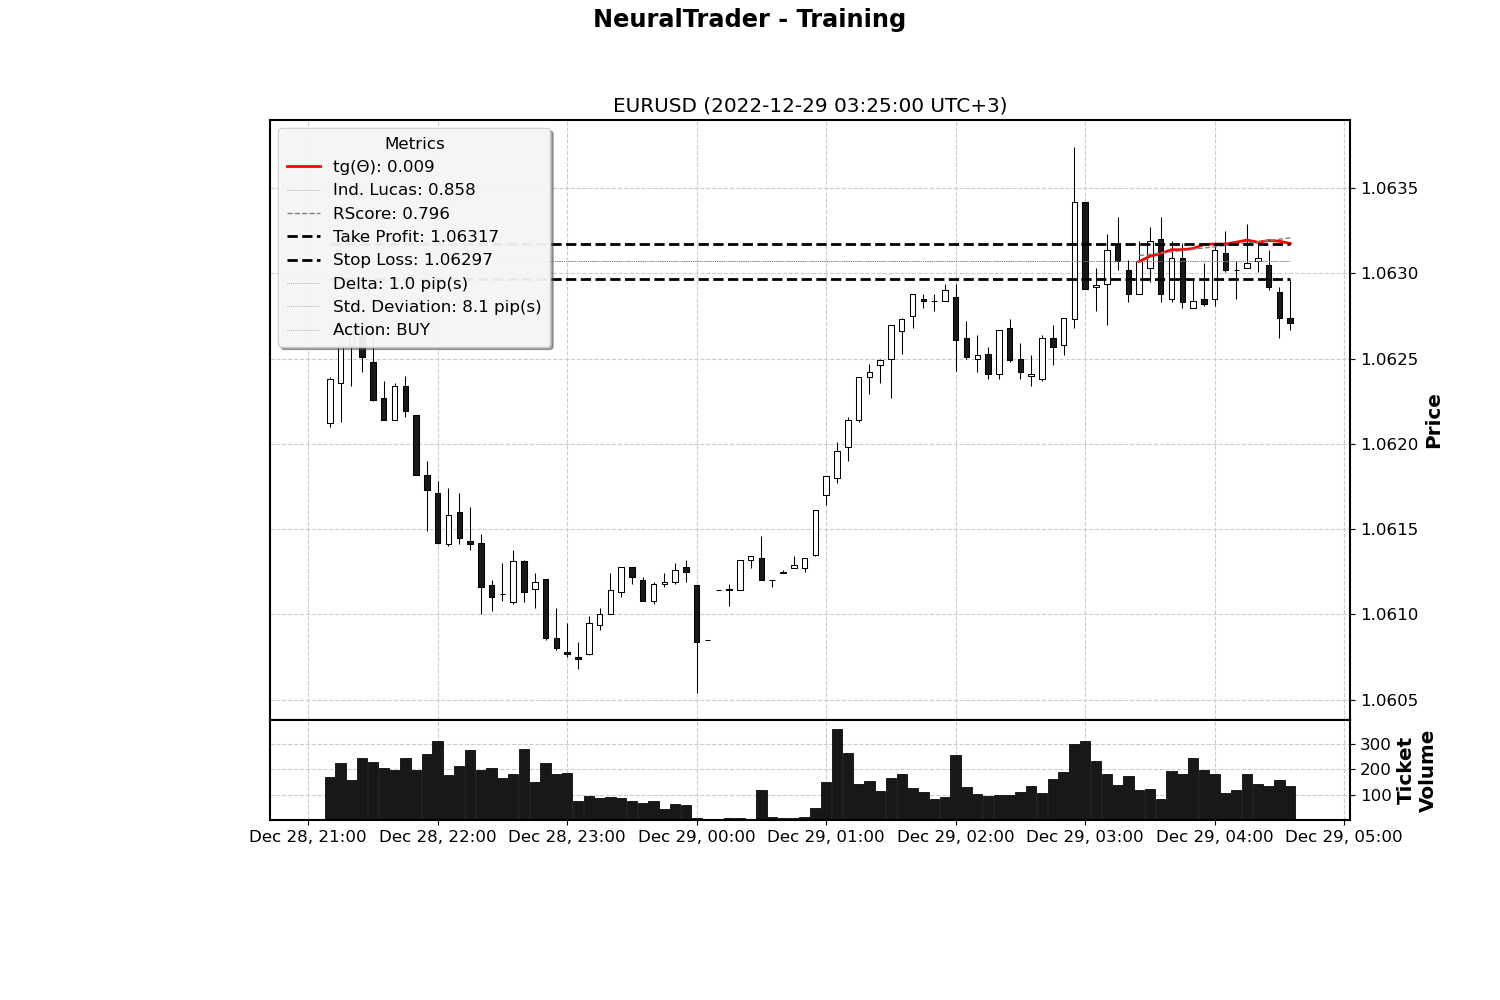 NeuralTrader - Training
EURUSD (2022-12-29 03:25:00 UTC+3)
Metrics
tg(Θ): 0.009
Ind. Lucas: 0.858
RScore: 0.796
Take Profit: 1.06317
Stop Loss: 1.06297
Delta: 1.0 pip(s)
Std. Deviation: 8.1 pip(s)
Action: BUY
1.0635
1.0630
1.0625
1.0620
1.0615
1.0610
1.0605
Price
300
200
100
Ticket
Volume
Dec 28, 21:00 Dec 28, 22:00 Dec 28, 23:00 Dec 29, 00:00 Dec 29, 01:00 Dec 29, 02:00 Dec 29, 03:00 Dec 29, 04:00 Dec 29, 05:00